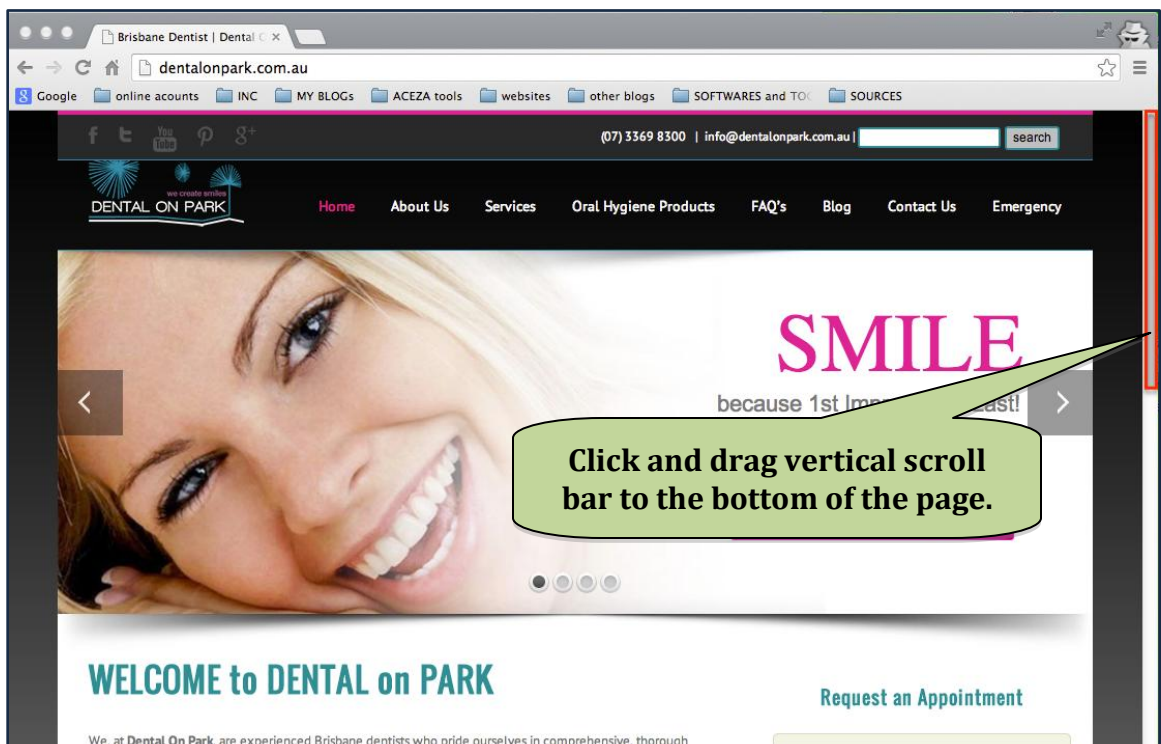 Brisbane Dentist | Dental O
dentalonpark.com.au
Google online acounts INC MY BLOGs ACEZA tools websites other blogs SOFTWARES and TOO SOURCES
You
Tube
(07) 3369 8300 | info@dentalonpark.com.au | search
we create smiles
DENTAL ON PARK
Home About Us Services Oral Hygiene Products FAQ's Blog Contact Us Emergency
SMILE
because 1st Last!
Click and drag vertical scroll
bar to the bottom of the page.
WELCOME to DENTAL on PARK
Request an Appointment
We, at Dental On Park, are experienced Brisbane dentists who pride ourselves in comprehensive, thorough